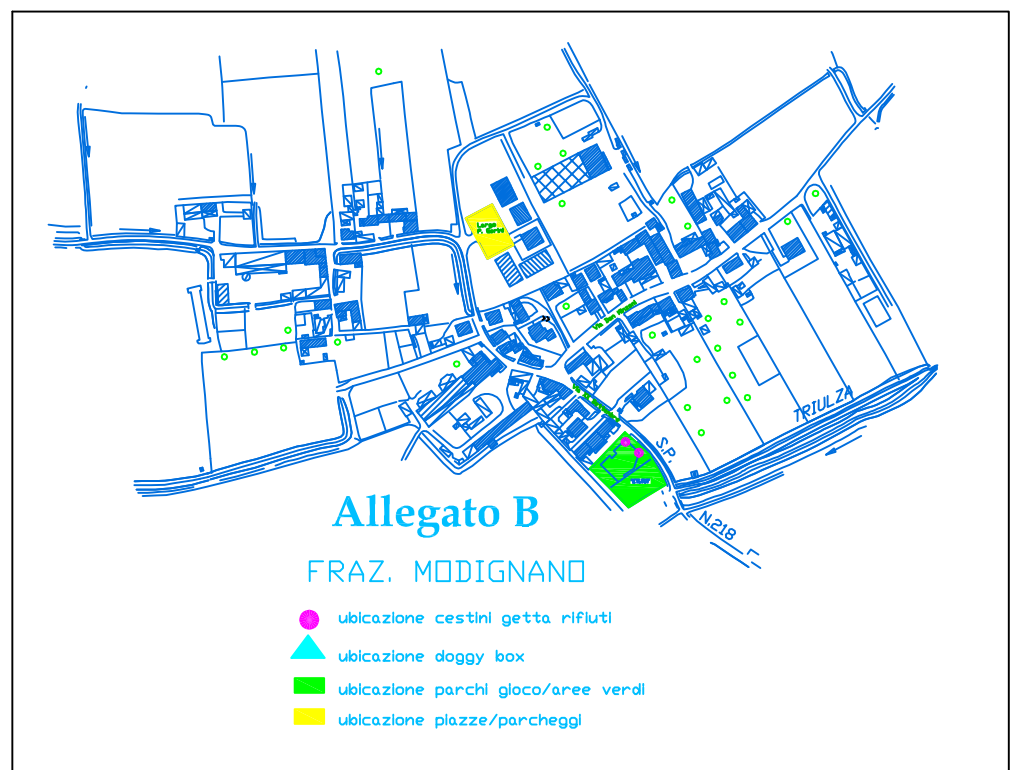 Largo
TRIULZA
S.P.
N.218
Allegato B
FRAZ. MODIGNANO
ubicazione cestini getta rifiuti
ubicazione doggy box
ubicazione parchi gioco/aree verdi
ubicazione piazze/parcheggi